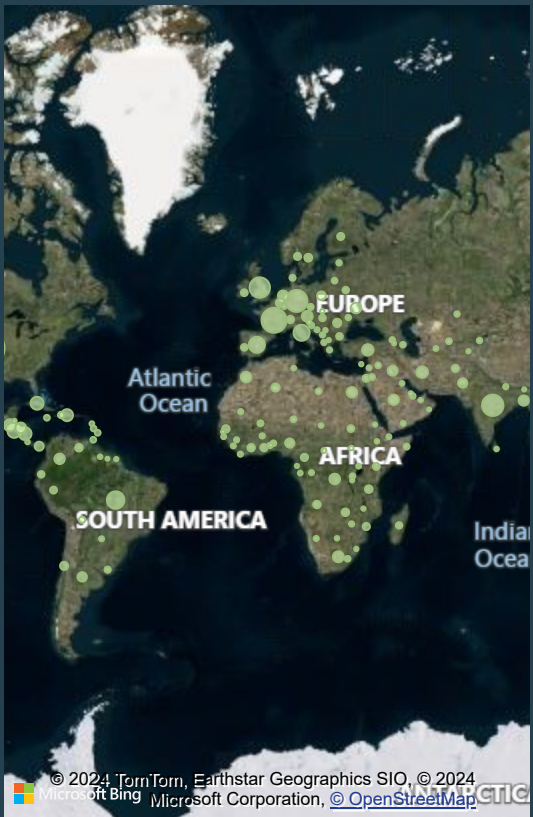 EUROPE
Atlantic
Ocean
AFRICA
SOUTH AMERICA
Indian
Ocea
© 2024 TomTom, Earthstar Geographics SIO, © 2024
Microsoft Bing
Microsoft Corporation, © OpenStreetMap
ANTARCTICA